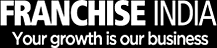 FRANCHISE INDIA
Your growth is our business